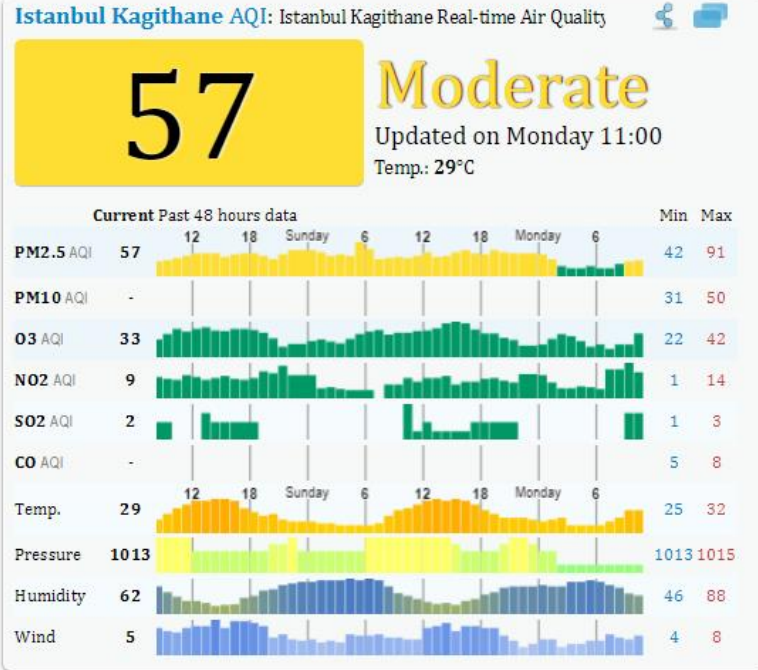 Istanbul Kagithane AQI: Istanbul Kagithane Real-time Air Quality
57
Moderate
Updated on Monday 11:00
Temp.: 29°C
Current Past 48 hours data Min Max
12 18 Sunday 6 12 18 Monday 6
PM2.5 AQI 57 42 91
PM10 AQI - 31 50
O3 AQI 33 22 42
NO2 AQI 9 1 14
SO2 AQI 2 1 3
CO AQI - 5 8
12 18 Sunday 6 12 18 Monday 6
Temp. 29 25 32
Pressure 1013 1013 1015
Humidity 62 46 88
Wind 5 4 8